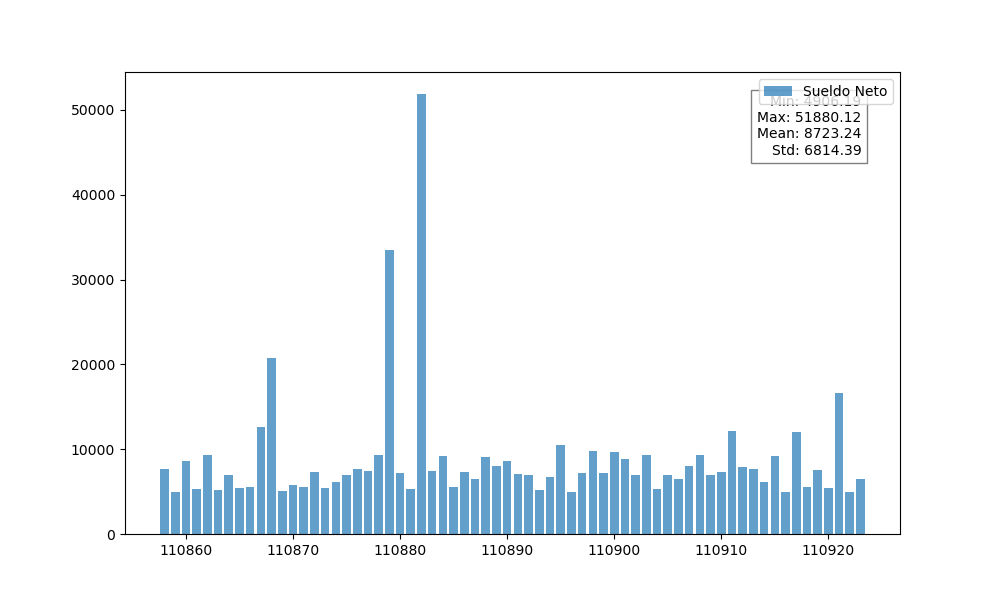 50000
40000
30000
20000
10000
0
Sueldo Neto
Min: 4906.19
Max: 51880.12
Mean: 8723.24
Std: 6814.39
110860 110870 110880 110890 110900 110910 110920